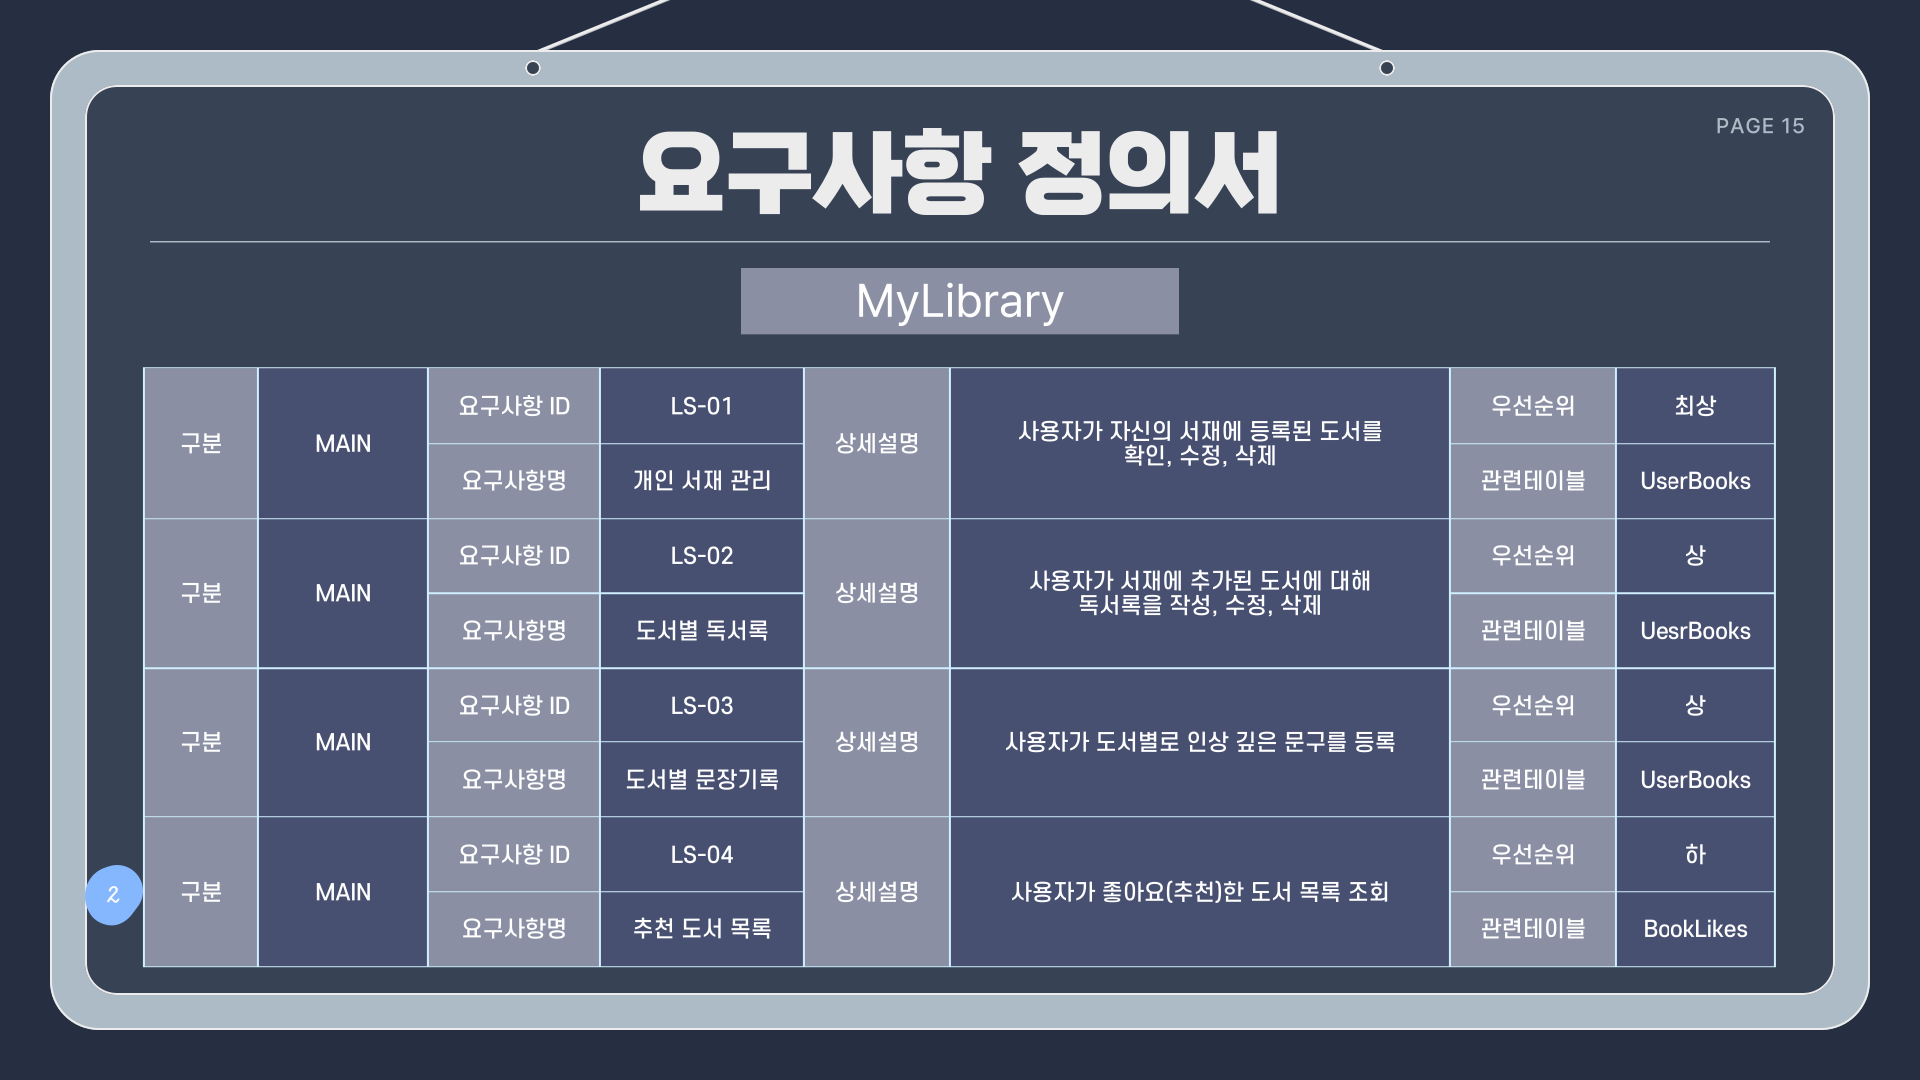 PAGE 15
요구사항 정의서
MyLibrary
구분
MAIN
요구사항 ID
LS-01
상세설명
사용자가 자신의 서재에 등록된 도서를
확인, 수정, 삭제
우선순위
최상
요구사항명
개인 서재 관리
관련테이블
UserBooks
구분
MAIN
요구사항 ID
LS-02
상세설명
사용자가 서재에 추가된 도서에 대해
독서록을 작성, 수정, 삭제
우선순위
상
요구사항명
도서별 독서록
관련테이블
UesrBooks
구분
MAIN
요구사항 ID
LS-03
상세설명
사용자가 도서별로 인상 깊은 문구를 등록
우선순위
상
요구사항명
도서별 문장기록
관련테이블
UserBooks
2
구분
MAIN
요구사항 ID
LS-04
상세설명
사용자가 좋아요(추천)한 도서 목록 조회
우선순위
하
요구사항명
추천 도서 목록
관련테이블
BookLikes